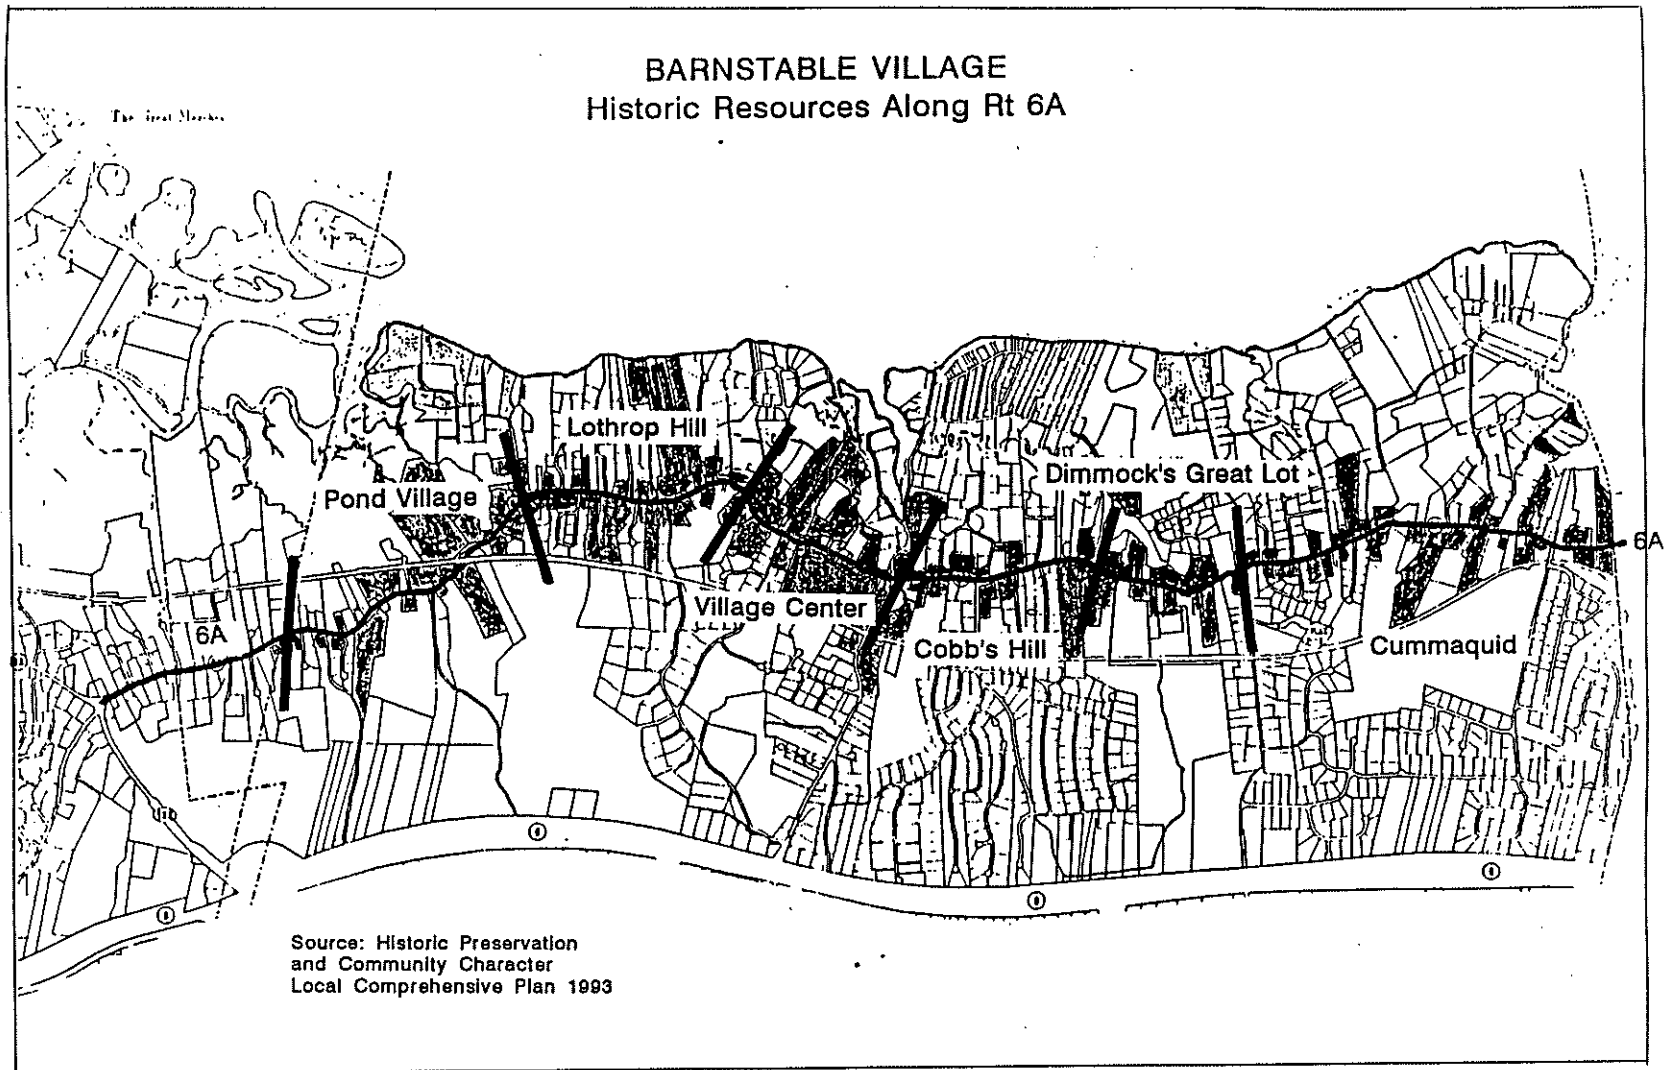 BARNSTABLE VILLAGE
Historic Resources Along Rt 6A
Lothrop Hill
Dimmock's Great Lot
Pond Village
6A
Village Center
6A
Cobb's Hill
Cummaquid
Source: Historic Preservation
and Community Character
Local Comprehensive Plan 1993